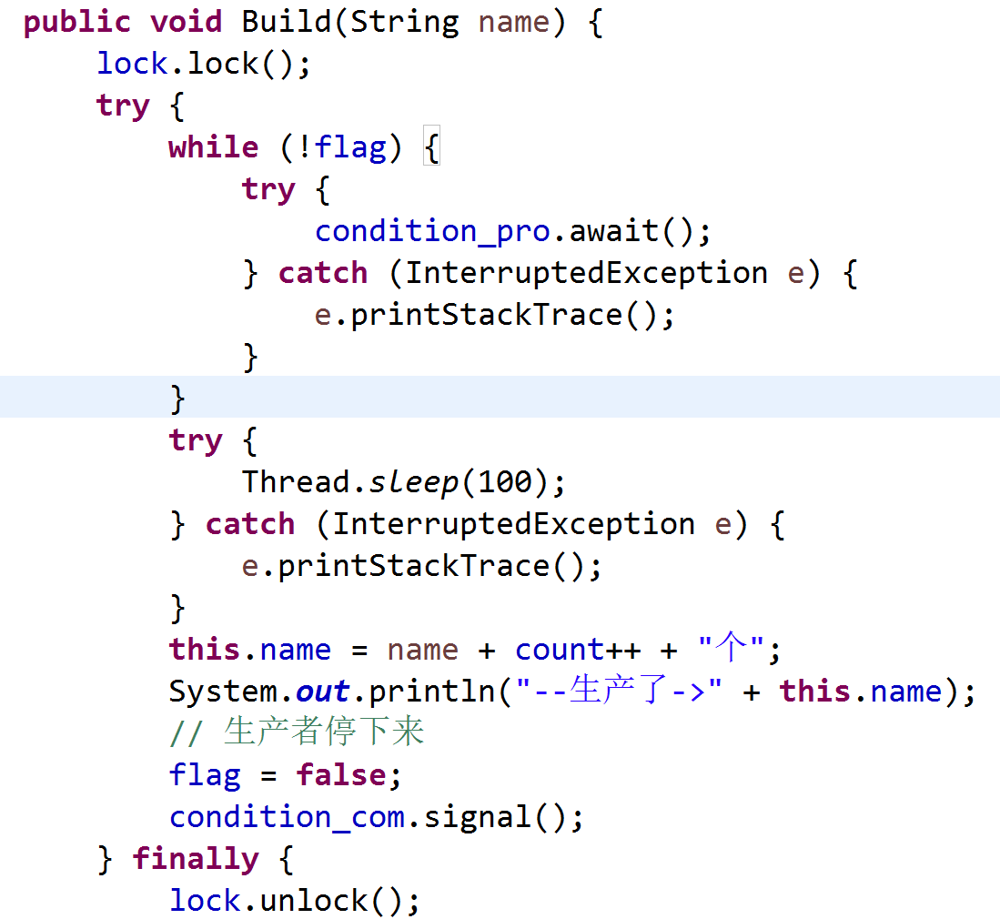 public void Build(String name) {
    lock.lock();
    try {
        while (!flag) {
            try {
                condition_pro.await();
            } catch (InterruptedException e) {
                e.printStackTrace();
            }
        }
        try {
            Thread.sleep(100);
        } catch (InterruptedException e) {
            e.printStackTrace();
        }
        this.name = name + count++ + "个";
        System.out.println("--生产了->" + this.name);
        // 生产者停下来
        flag = false;
        condition_com.signal();
    } finally {
        lock.unlock();